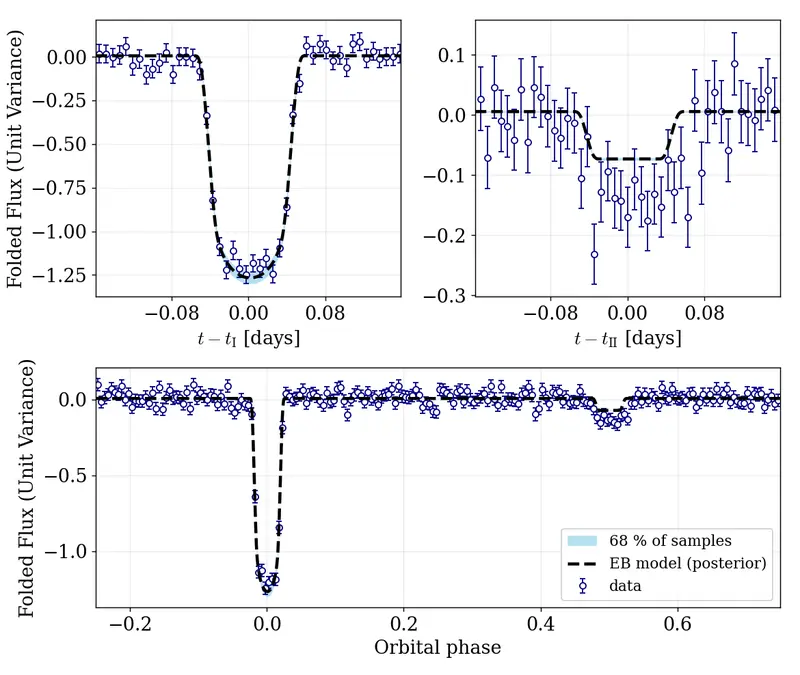 Folded Flux (Unit Variance)
0.00
−0.25
−0.50
−0.75
−1.00
−1.25
−0.08 0.00 0.08
t − tI [days]
0.1
0.0
−0.1
−0.2
−0.3
−0.08 0.00 0.08
t − tII [days]
Folded Flux (Unit Variance)
0.0
−0.5
−1.0
68 % of samples
EB model (posterior)
data
−0.2 0.0 0.2 0.4 0.6
Orbital phase